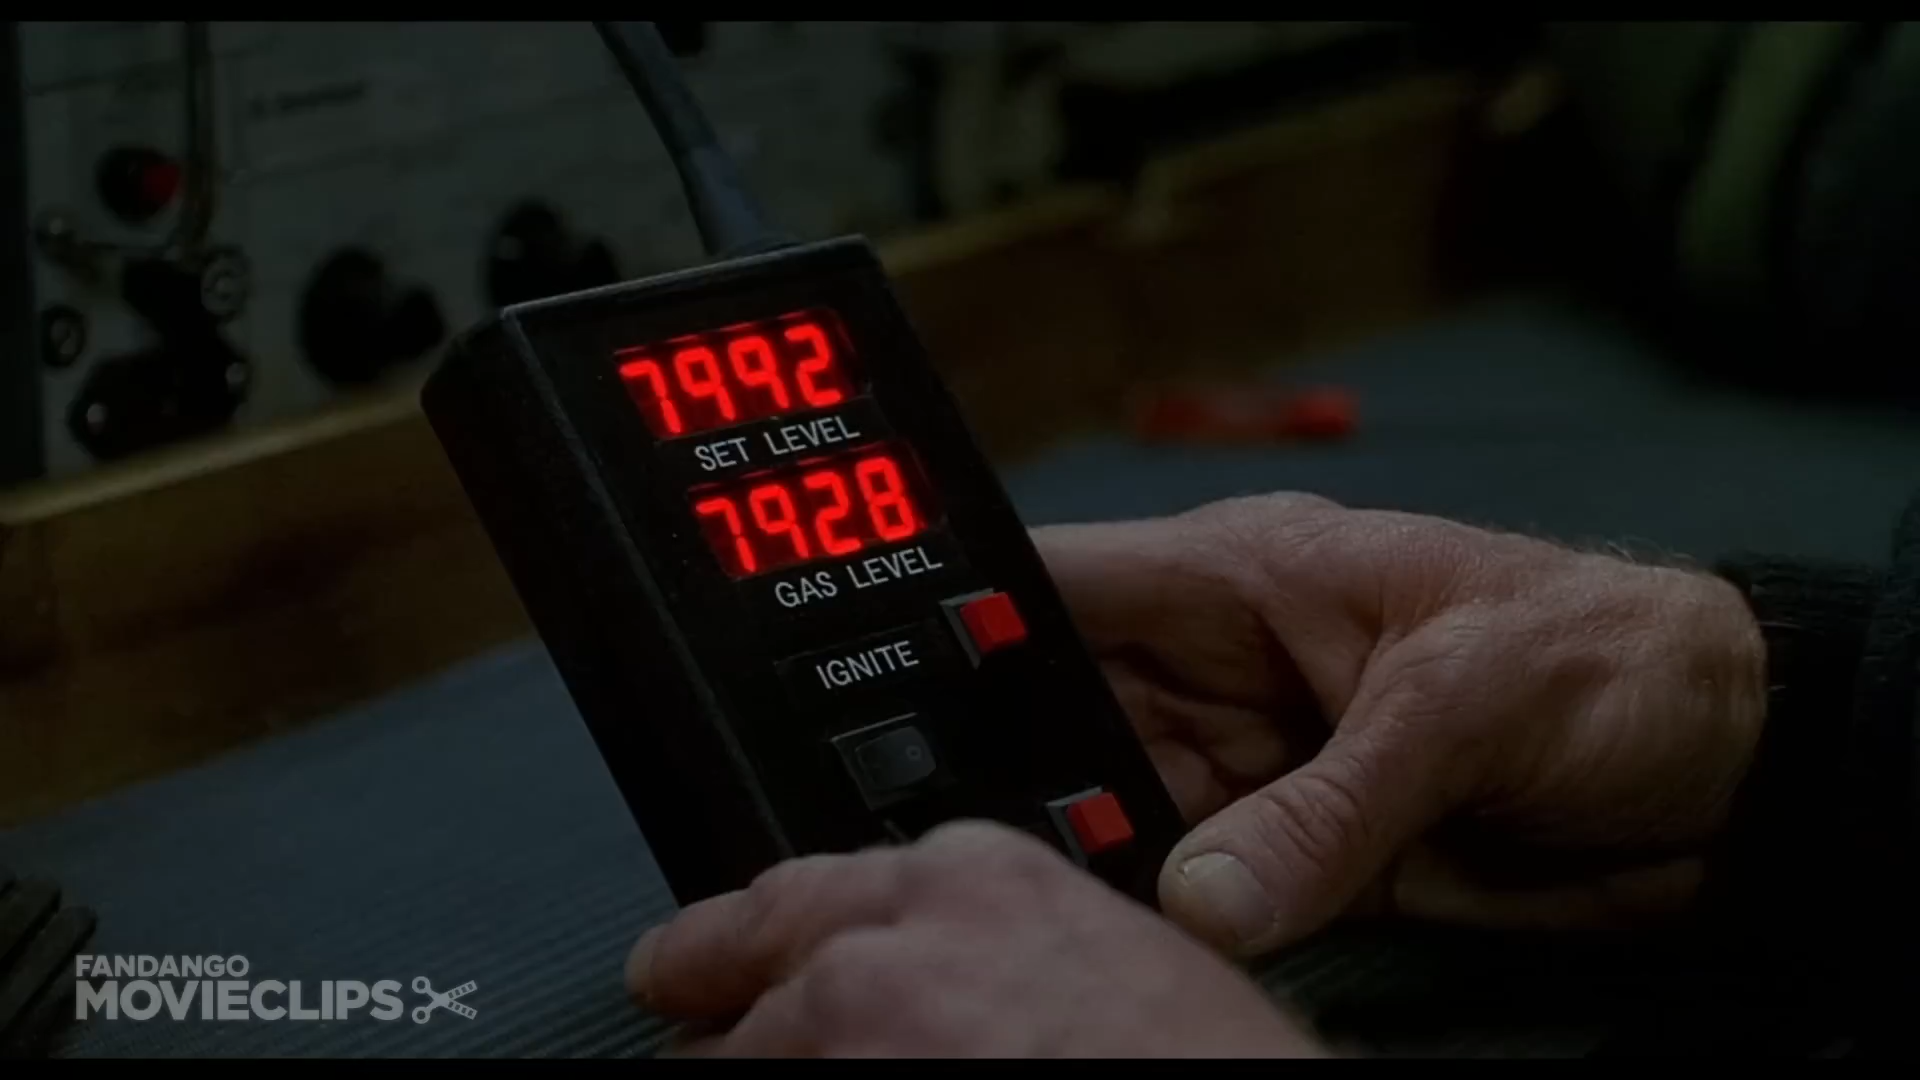 7992
SET LEVEL
7928
GAS LEVEL
IGNITE
FANDANGO
MOVIECLIPS